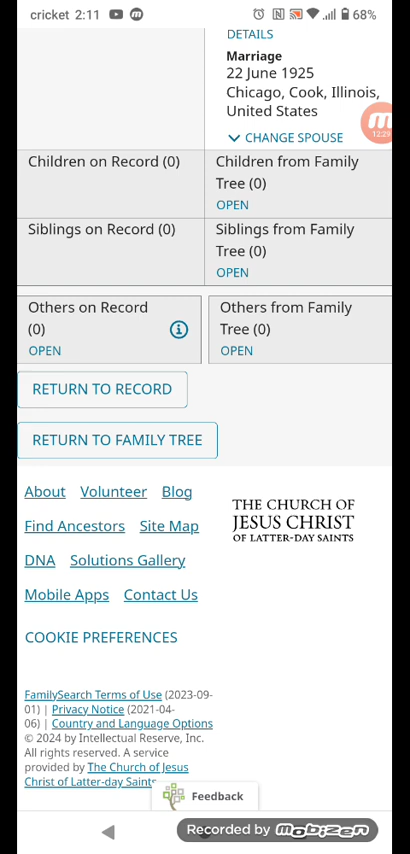 cricket 2:11 68%
DETAILS
Marriage
22 June 1925
Chicago, Cook, Illinois,
United States
12:29
CHANGE SPOUSE
Children on Record (0)
Children from Family
Tree (0)
OPEN
Siblings on Record (0)
Siblings from Family
Tree (0)
OPEN
Others on Record
(0)
OPEN
Others from Family
Tree (0)
OPEN
RETURN TO RECORD
RETURN TO FAMILY TREE
About Volunteer Blog
Find Ancestors Site Map
DNA Solutions Gallery
Mobile Apps Contact Us
THE CHURCH OF
JESUS CHRIST
OF LATTER-DAY SAINTS
COOKIE PREFERENCES
FamilySearch Terms of Use (2023-09-
01) | Privacy Notice (2021-04-
06) | Country and Language Options
© 2024 by Intellectual Reserve, Inc.
All rights reserved. A service
provided by The Church of Jesus
Christ of Latter-day Saints
Feedback
Recorded by mobizen